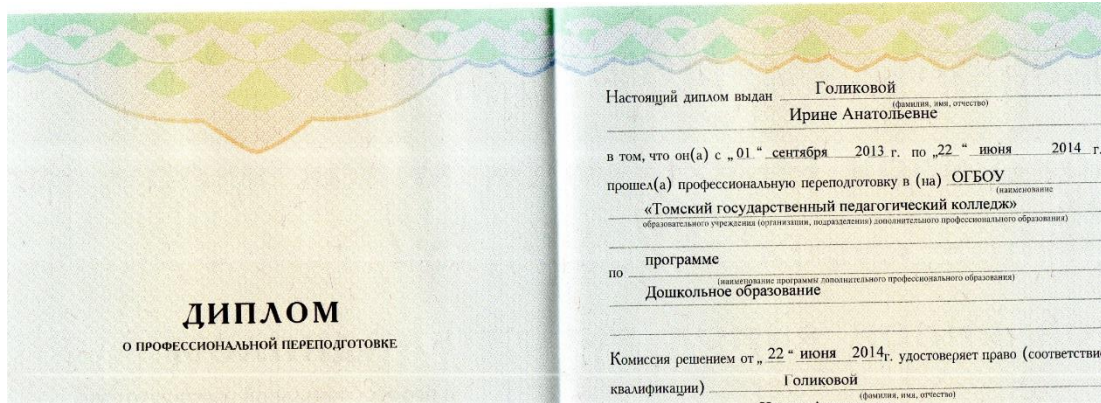 ДИПЛОМ
О ПРОФЕССИОНАЛЬНОЙ ПЕРЕПОДГОТОВКЕ
Настоящий диплом выдан Голиковой
(фамилия, имя, отчество)
Ирине Анатольевне
в том, что он(а) с „01“ сентября 2013 г. по „22“ июня 2014 г.
прошел(а) профессиональную переподготовку в (на) ОГБОУ
(наименование
«Томский государственный педагогический колледж»
образовательного учреждения (организации, подразделения) дополнительного профессионального образования)
по программе
(наименование программы дополнительного профессионального образования)
Дошкольное образование
Комиссия решением от „22“ июня 2014г. удостоверяет право (соответствие
квалификации) Голиковой
(фамилия, имя, отчество)